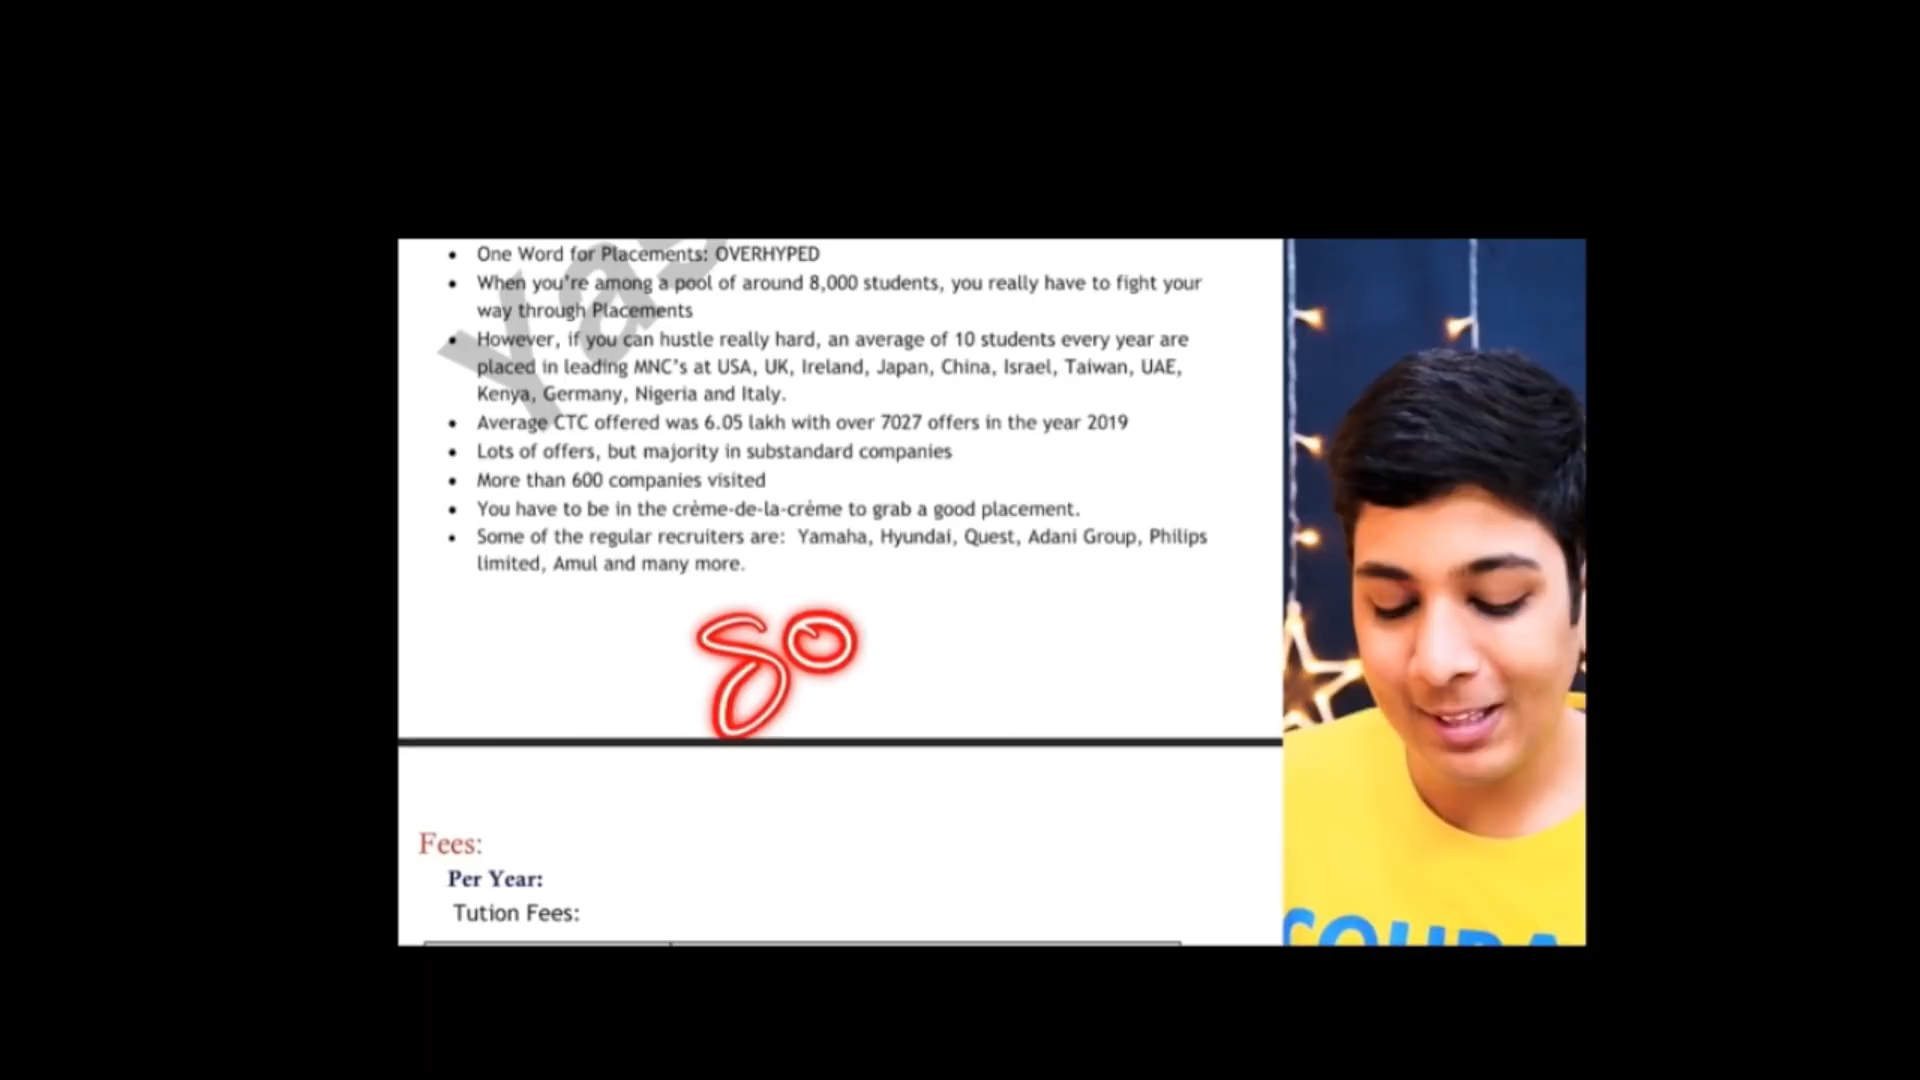 • One Word for Placements: OVERHYPED
• When you're among a pool of around 8,000 students, you really have to fight your
way through Placements
• However, if you can hustle really hard, an average of 10 students every year are
placed in leading MNC's at USA, UK, Ireland, Japan, China, Israel, Taiwan, UAE,
Kenya, Germany, Nigeria and Italy.
• Average CTC offered was 6.05 lakh with over 7027 offers in the year 2019
• Lots of offers, but majority in substandard companies
• More than 600 companies visited
• You have to be in the crème-de-la-crème to grab a good placement.
• Some of the regular recruiters are: Yamaha, Hyundai, Quest, Adani Group, Philips
limited, Amul and many more.
80
Fees:
Per Year:
Tution Fees: